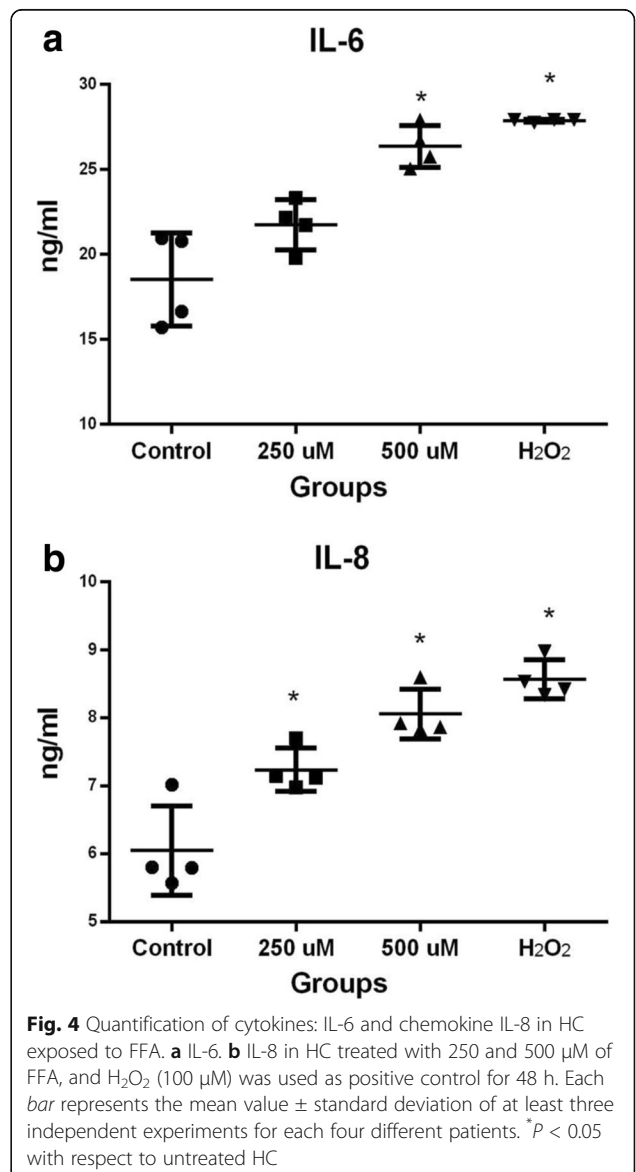 a
IL-6
30
*
*
25
ng/ml
20
15
10
Control 250 uM 500 uM H₂O₂
Groups
b
IL-8
10
9
*
*
*
8
ng/ml
7
6
5
Control 250 uM 500 uM H₂O₂
Groups
Fig. 4 Quantification of cytokines: IL-6 and chemokine IL-8 in HC
exposed to FFA. a IL-6. b IL-8 in HC treated with 250 and 500 μM of
FFA, and H₂O₂ (100 μM) was used as positive control for 48 h. Each
bar represents the mean value ± standard deviation of at least three
independent experiments for each four different patients. *P < 0.05
with respect to untreated HC